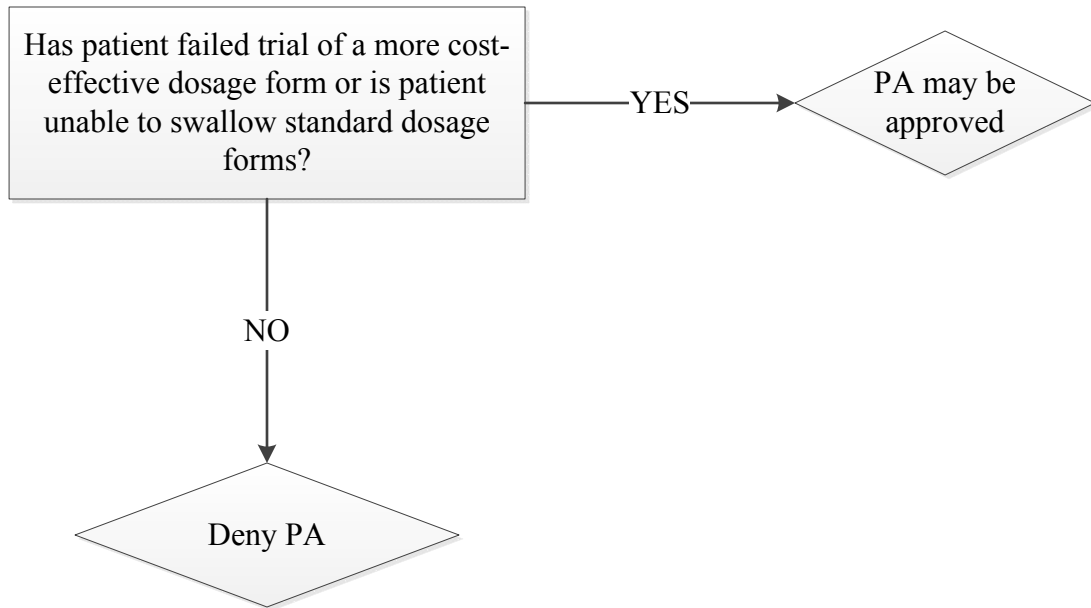 Has patient failed trial of a more cost-
effective dosage form or is patient
unable to swallow standard dosage
forms?
YES
PA may be
approved
NO
Deny PA